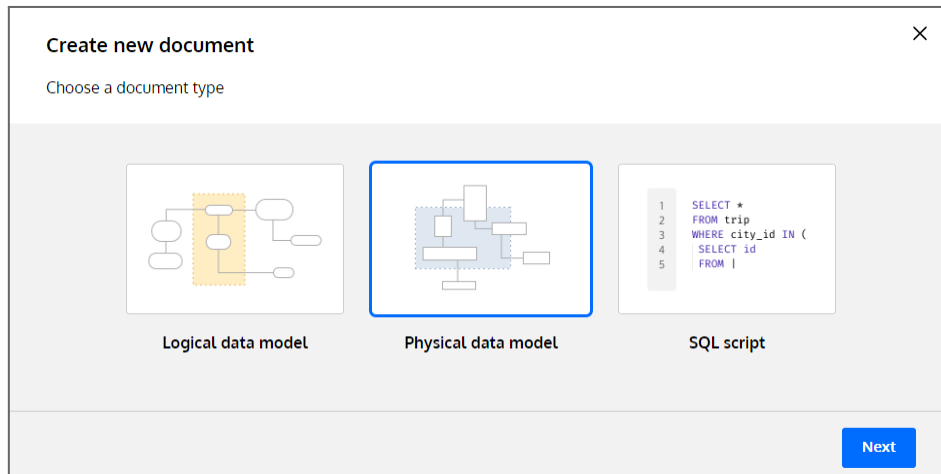 Create new document
Choose a document type
1 SELECT *
2 FROM trip
3 WHERE city_id IN (
4 SELECT id
5 FROM |
Logical data model
Physical data model
SQL script
Next